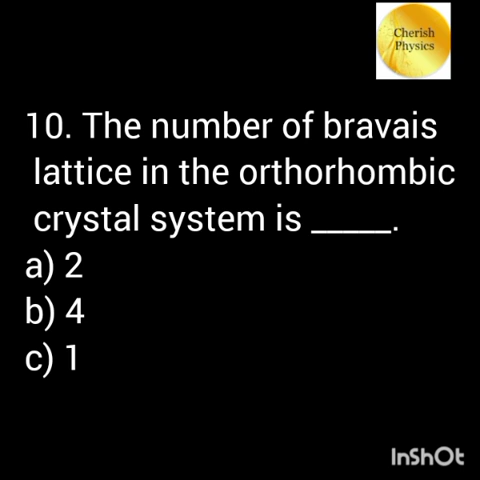 Cherish
Physics
10. The number of bravais
lattice in the orthorhombic
crystal system is _____.
a) 2
b) 4
c) 1
InShOt